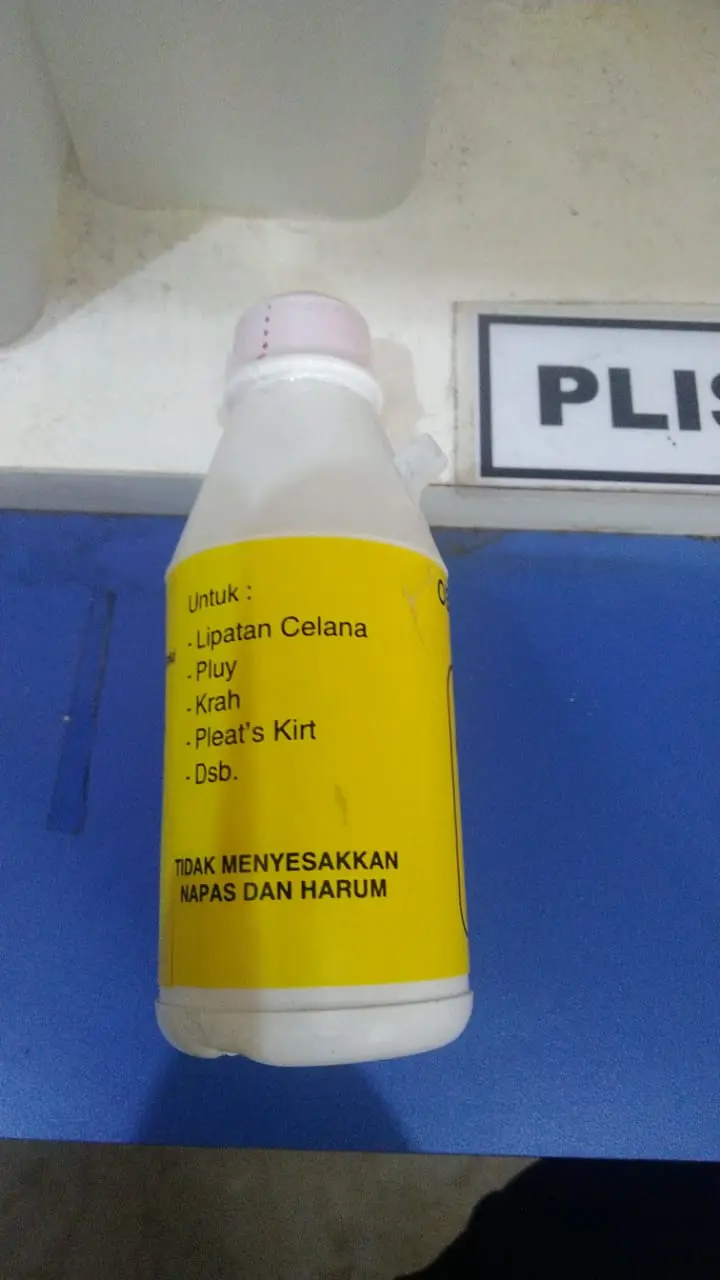 PLIS
Untuk :
- Lipatan Celana
- Pluy
- Krah
- Pleat's Kirt
- Dsb.
TIDAK MENYESAKKAN
NAPAS DAN HARUM